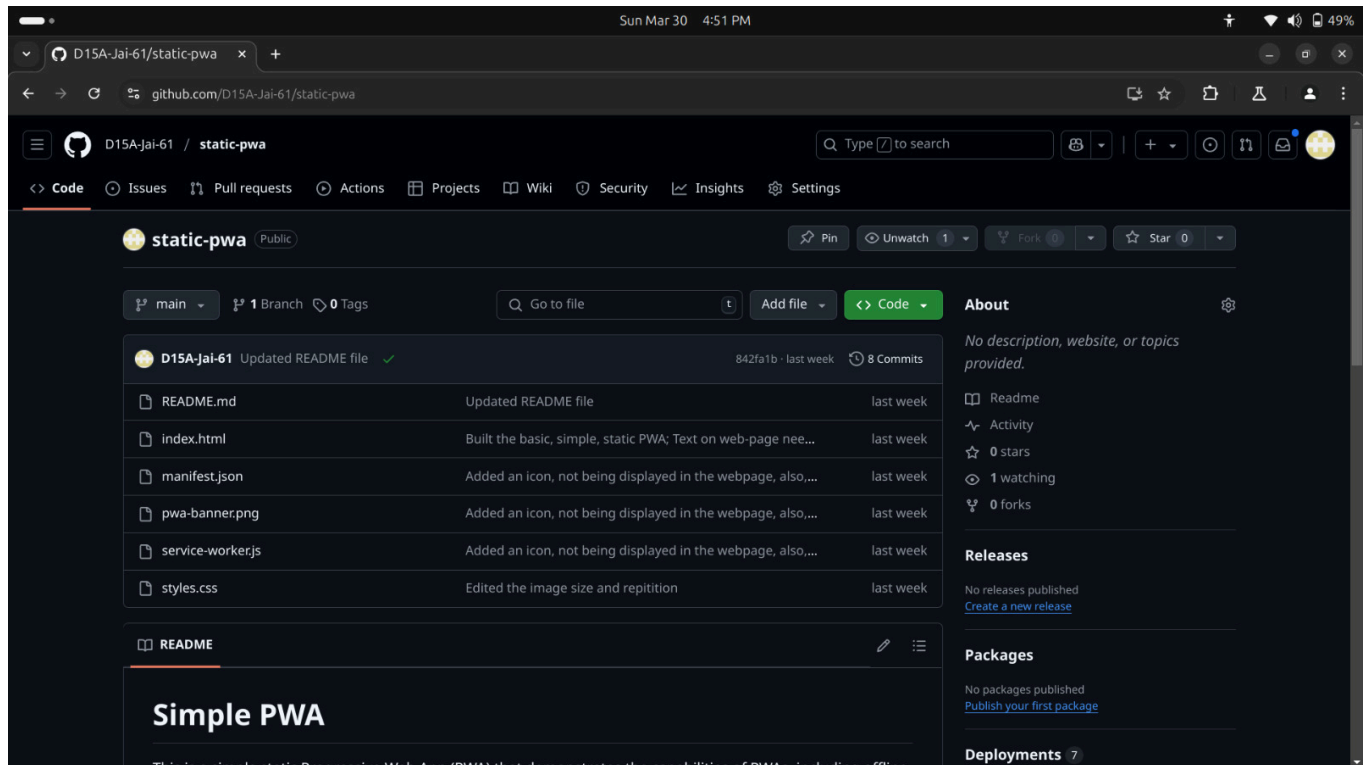 Sun Mar 30 4:51 PM
49%
D15A-Jai-61/static-pwa
github.com/D15A-Jai-61/static-pwa
D15A-Jai-61 / static-pwa
Type / to search
Code Issues Pull requests Actions Projects Wiki Security Insights Settings
static-pwa Public
Pin Unwatch 1 Fork 0 Star 0
main 1 Branch 0 Tags
Go to file t Add file Code
D15A-Jai-61 Updated README file 842fa1b · last week 8 Commits
README.md Updated README file last week
index.html Built the basic, simple, static PWA; Text on web-page nee... last week
manifest.json Added an icon, not being displayed in the webpage, also,... last week
pwa-banner.png Added an icon, not being displayed in the webpage, also,... last week
service-worker.js Added an icon, not being displayed in the webpage, also,... last week
styles.css Edited the image size and repitition last week
README
Simple PWA
About
No description, website, or topics
provided.
Readme
Activity
0 stars
1 watching
0 forks
Releases
No releases published
Create a new release
Packages
No packages published
Publish your first package
Deployments 7